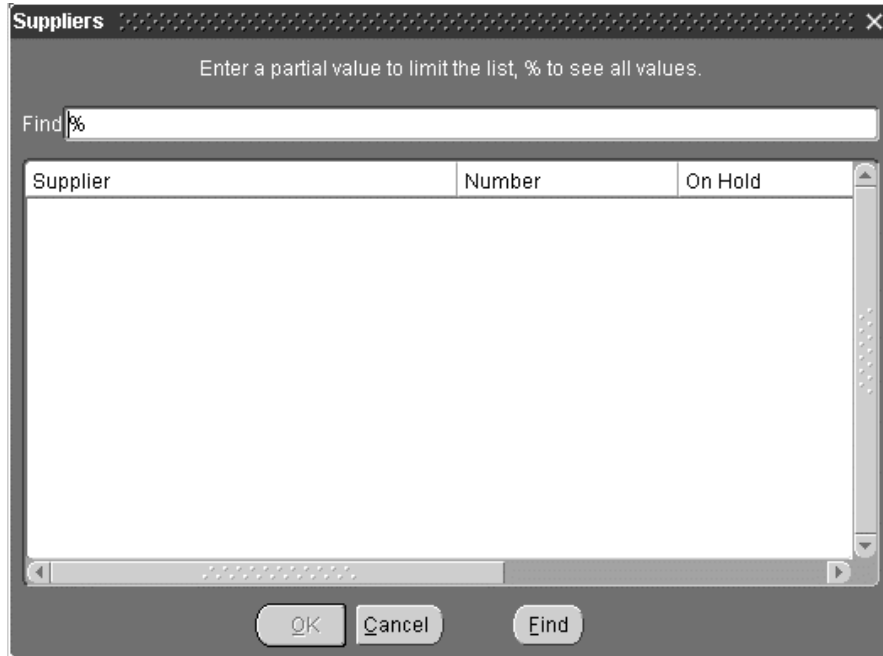 Suppliers
Enter a partial value to limit the list, % to see all values.
Find %
Supplier Number On Hold
OK Cancel Find